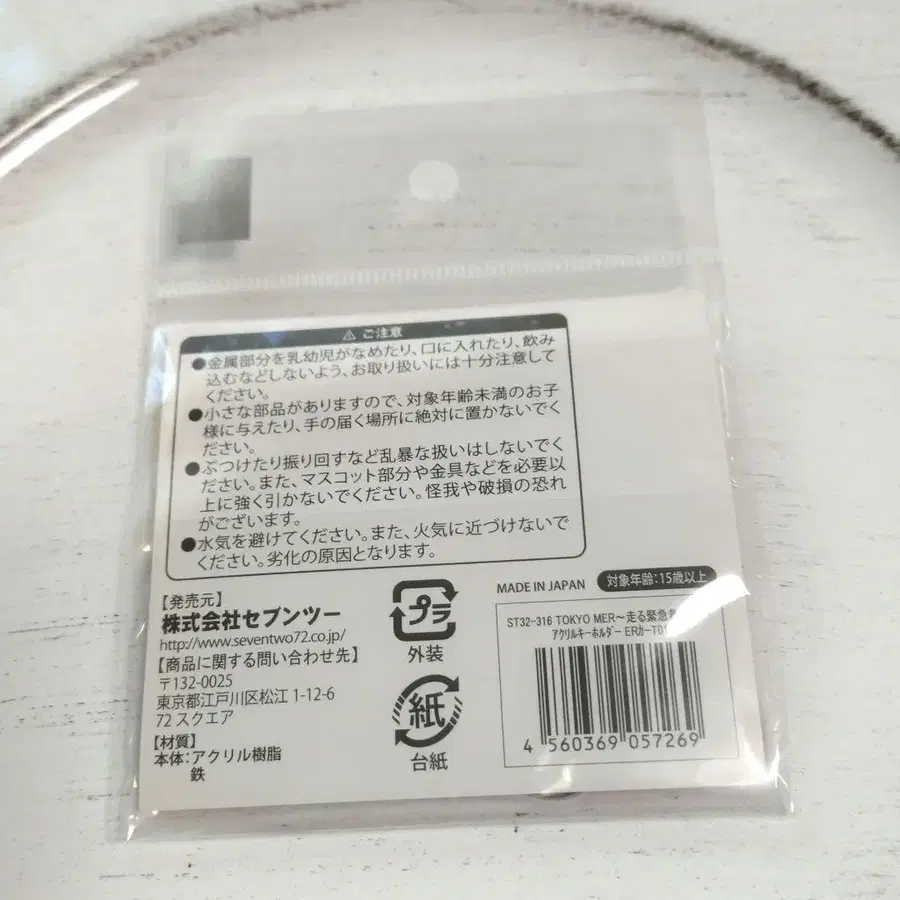 ⚠ ご注意
●金属部分を乳幼児がなめたり、口に入れたり、飲み
込むなどしないよう、お取り扱いには十分注意して
ください。
●小さな部品がありますので、対象年齢未満のお子
様に与えたり、手の届く場所に絶対に置かないでく
ださい。
●ぶつけたり振り回すなど乱暴な扱いはしないでく
ださい。また、マスコット部分や金具などを必要以
上に強く引かないでください。怪我や破損の恐れ
がございます。
●水気を避けてください。また、火気に近づけないで
ください。劣化の原因となります。
【発売元】
株式会社セブンツー
http://www.seventwo72.co.jp/
【商品に関する問い合わせ先】
〒132-0025
東京都江戸川区松江 1-12-6
72 スクエア
【材質】
本体:アクリル樹脂
鉄
プラ
外装
紙
台紙
MADE IN JAPAN
対象年齢:15歳以上
ST32-316 TOKYO MER〜走る緊急
アクリルキーホルダー ERカーT01
4 560369 057269